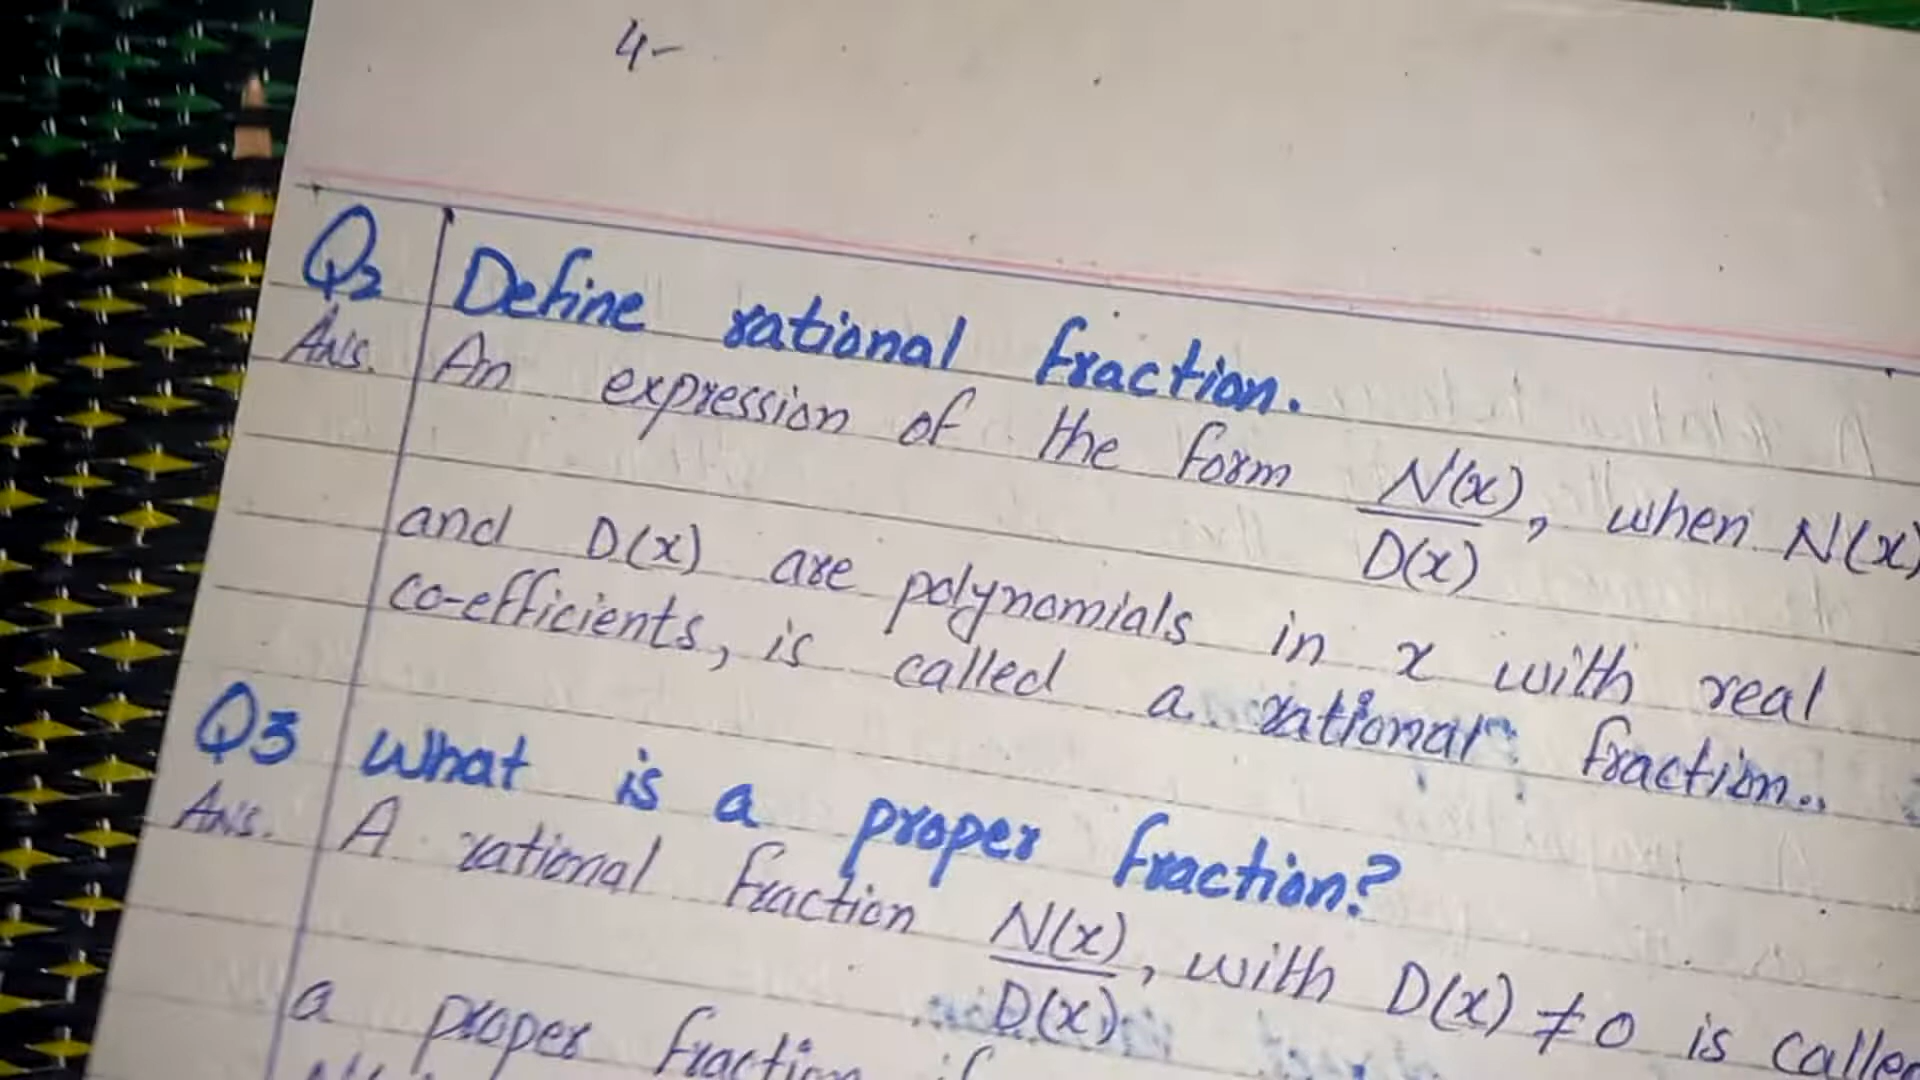 4-
Q2 Define rational fraction.
Ans. An expression of the form N(x)/D(x), when N(x)
and D(x) are polynomials in x with real
co-efficients, is called a rational fraction..
Q3 What is a proper fraction?
Ans. A rational fraction N(x)/D(x), with D(x) ≠ 0 is called
a proper fraction if